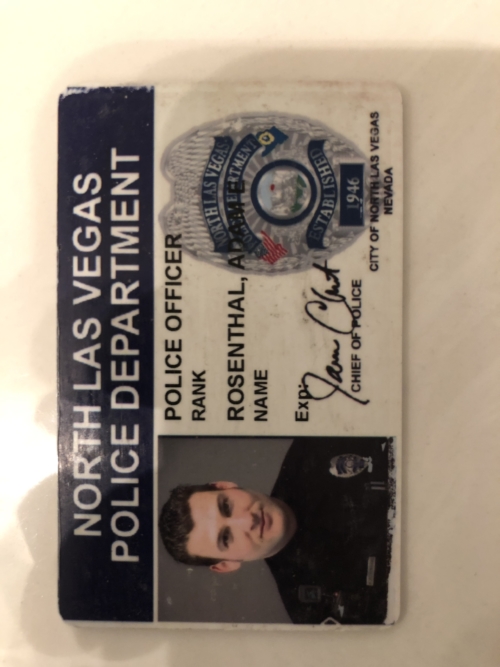 NORTH LAS VEGAS
POLICE DEPARTMENT
POLICE OFFICER
RANK
ROSENTHAL, ADAM E
NAME
Exp:
CHIEF OF POLICE
NORTH LAS VEGAS
DEPARTMENT
ESTABLISHED
1946
CITY OF NORTH LAS VEGAS
NEVADA